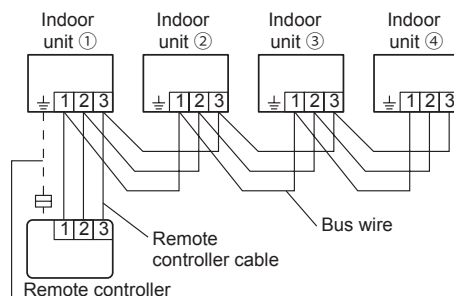 Indoor
unit ①
Indoor
unit ②
Indoor
unit ③
Indoor
unit ④
1 2 3
1 2 3
1 2 3
1 2 3
1 2 3
Bus wire
Remote
controller cable
Remote controller